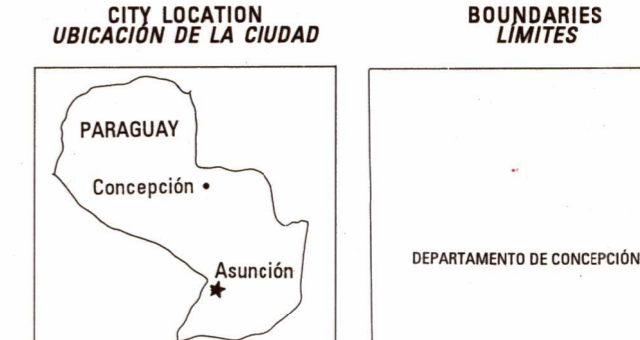 CITY LOCATION
UBICACIÓN DE LA CIUDAD
PARAGUAY
Concepción
Asunción
BOUNDARIES
LÍMITES
DEPARTAMENTO DE CONCEPCIÓN